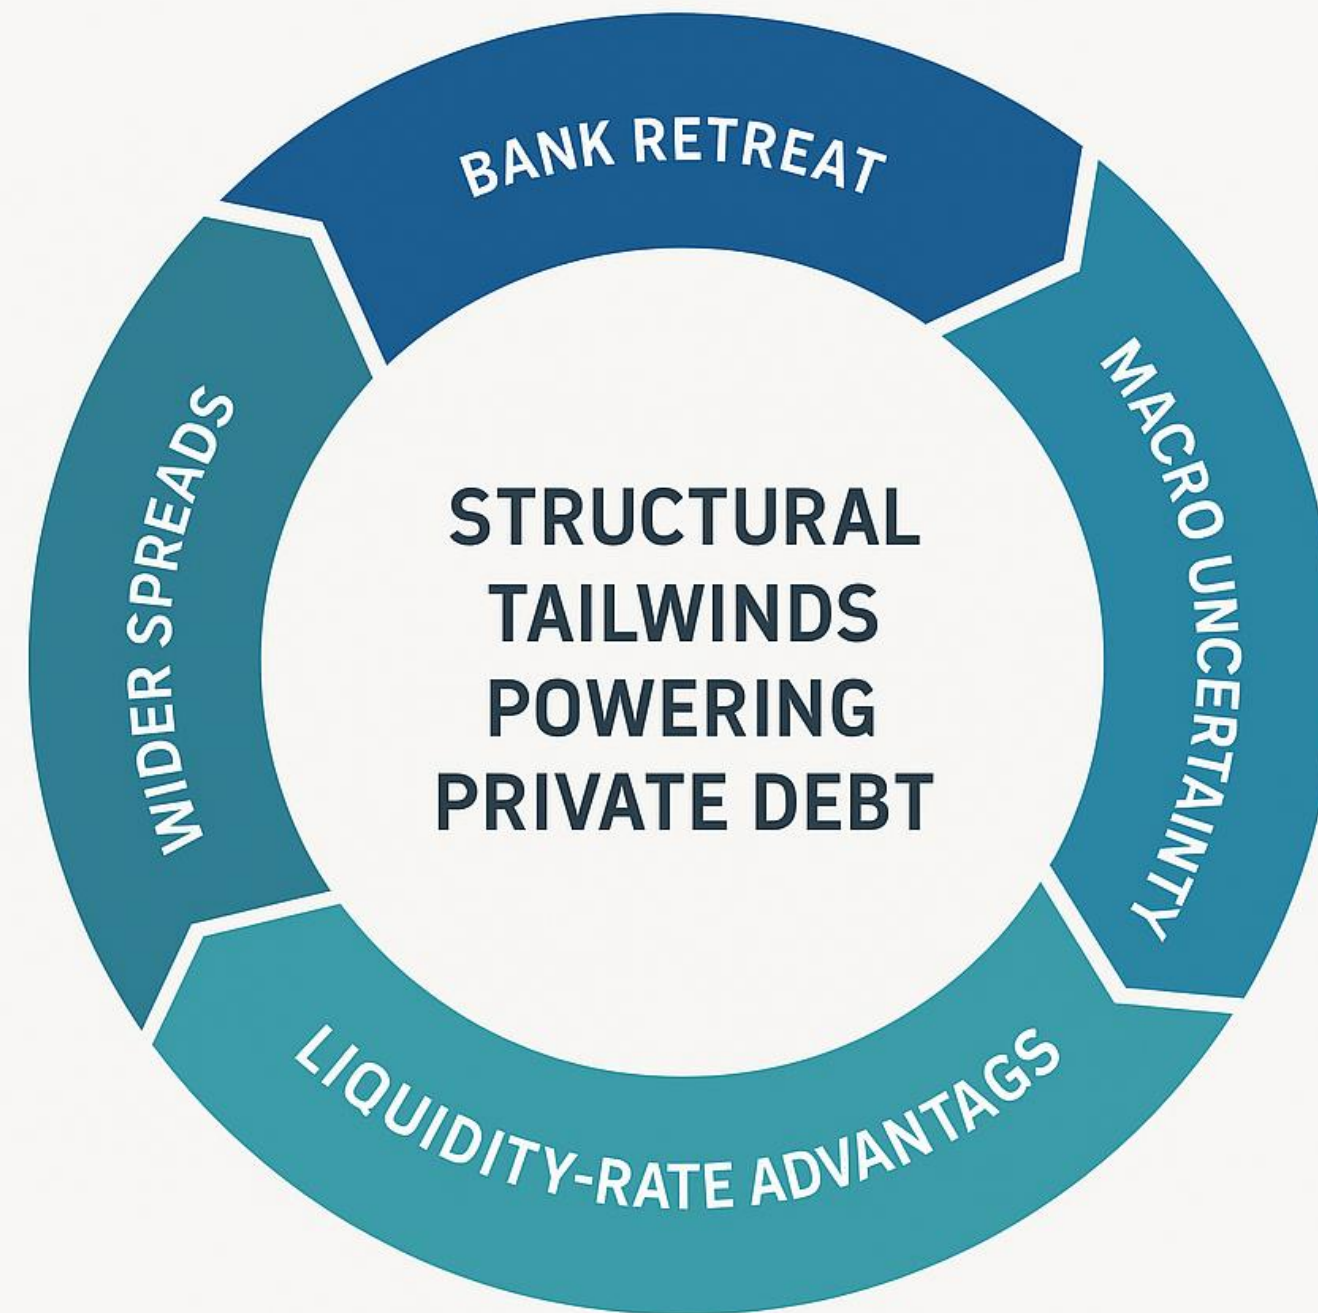 BANK RETREAT
MACRO UNCERTAINTY
LIQUIDITY-RATE ADVANTAGS
WIDER SPREADS
STRUCTURAL
TAILWINDS
POWERING
PRIVATE DEBT